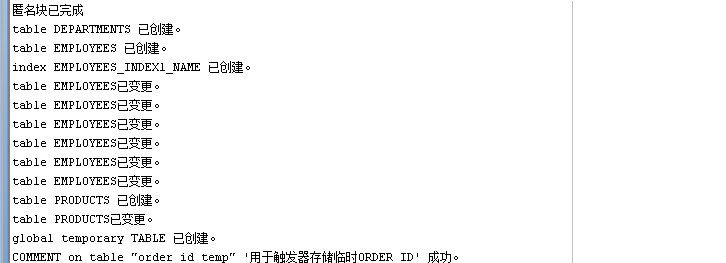 匿名块已完成
table DEPARTMENTS 已创建。
table EMPLOYEES 已创建。
index EMPLOYEES_INDEX1_NAME 已创建。
table EMPLOYEES已变更。
table EMPLOYEES已变更。
table EMPLOYEES已变更。
table EMPLOYEES已变更。
table EMPLOYEES已变更。
table EMPLOYEES已变更。
table PRODUCTS 已创建。
table PRODUCTS已变更。
global temporary TABLE 已创建。
COMMENT on table "order_id_temp" '用于触发器存储临时ORDER_ID' 成功。